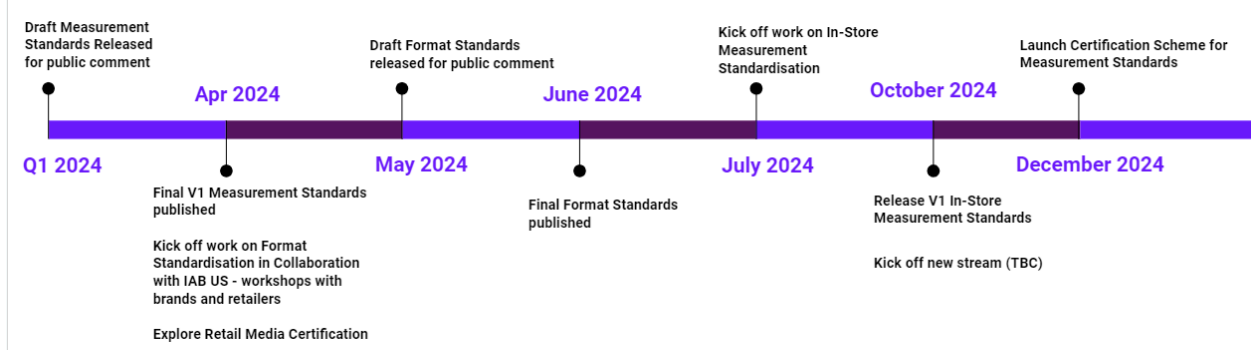 Draft Measurement
Standards Released
for public comment
Q1 2024
Apr 2024
Final V1 Measurement Standards
published
Kick off work on Format
Standardisation in Collaboration
with IAB US - workshops with
brands and retailers
Explore Retail Media Certification
Draft Format Standards
released for public comment
May 2024
June 2024
Final Format Standards
published
Kick off work on In-Store
Measurement
Standardisation
July 2024
October 2024
Release V1 In-Store
Measurement Standards
Kick off new stream (TBC)
Launch Certification Scheme for
Measurement Standards
December 2024